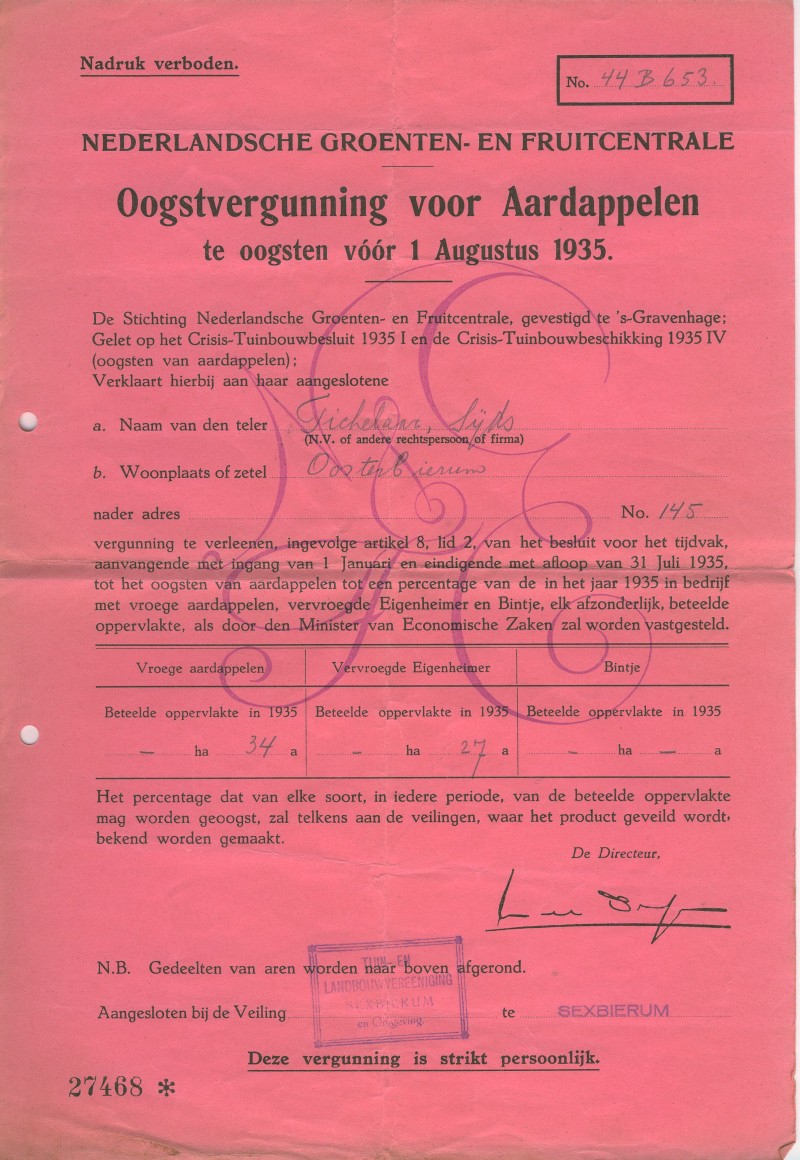 Nadruk verboden.
No. 44 B 653.
NEDERLANDSCHE GROENTEN- EN FRUITCENTRALE
Oogstvergunning voor Aardappelen
te oogsten vóór 1 Augustus 1935.
De Stichting Nederlandsche Groenten- en Fruitcentrale, gevestigd te 's-Gravenhage;
Gelet op het Crisis-Tuinbouwbesluit 1935 I en de Crisis-Tuinbouwbeschikking 1935 IV
(oogsten van aardappelen);
Verklaart hierbij aan haar aangeslotene
a. Naam van den teler Tichelaar, Sijds
(N.V. of andere rechtspersoon of firma)
b. Woonplaats of zetel Oosterbierum
nader adres No. 145
vergunning te verleenen, ingevolge artikel 8, lid 2, van het besluit voor het tijdvak,
aanvangende met ingang van 1 Januari en eindigende met afloop van 31 Juli 1935,
tot het oogsten van aardappelen tot een percentage van de in het jaar 1935 in bedrijf
met vroege aardappelen, vervroegde Eigenheimer en Bintje, elk afzonderlijk, beteelde
oppervlakte, als door den Minister van Economische Zaken zal worden vastgesteld.
Vroege aardappelen Vervroegde Eigenheimer Bintje
Beteelde oppervlakte in 1935 Beteelde oppervlakte in 1935 Beteelde oppervlakte in 1935
– ha 34 a – ha 27 a – ha – a
Het percentage dat van elke soort, in iedere periode, van de beteelde oppervlakte
mag worden geoogst, zal telkens aan de veilingen, waar het product geveild wordt,
bekend worden gemaakt.
De Directeur,
N.B. Gedeelten van aren worden naar boven afgerond.
TUIN- EN
LANDBOUWVEREENIGING
SEXBIERUM
en Omgeving.
Aangesloten bij de Veiling te SEXBIERUM
Deze vergunning is strikt persoonlijk.
27468 *